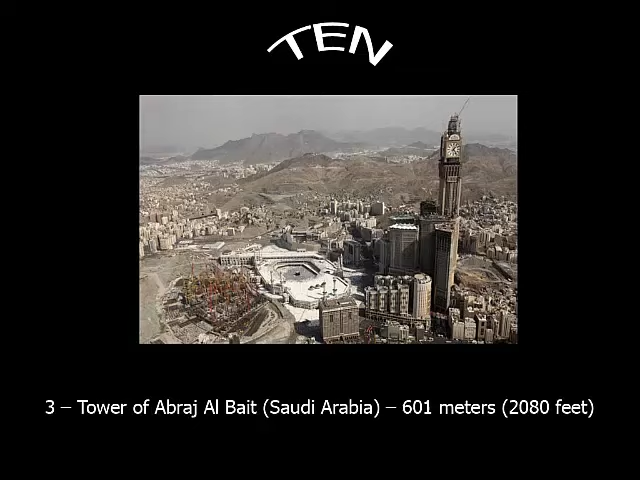 TEN
3 – Tower of Abraj Al Bait (Saudi Arabia) – 601 meters (2080 feet)